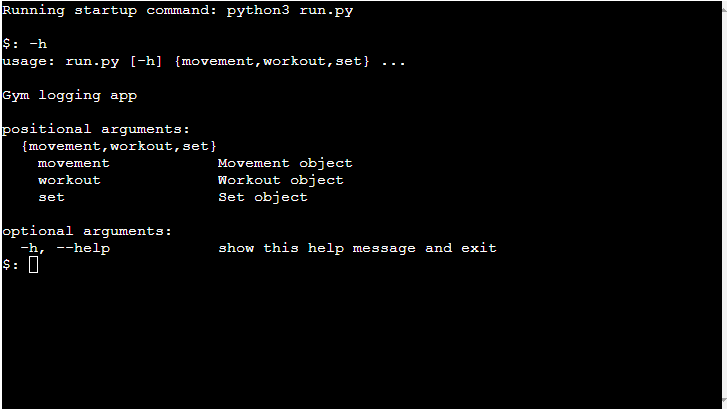 Running startup command: python3 run.py
$: -h
usage: run.py [-h] {movement,workout,set} ...
Gym logging app
positional arguments:
{movement,workout,set}
movement Movement object
workout Workout object
set Set object
optional arguments:
-h, --help show this help message and exit
$: